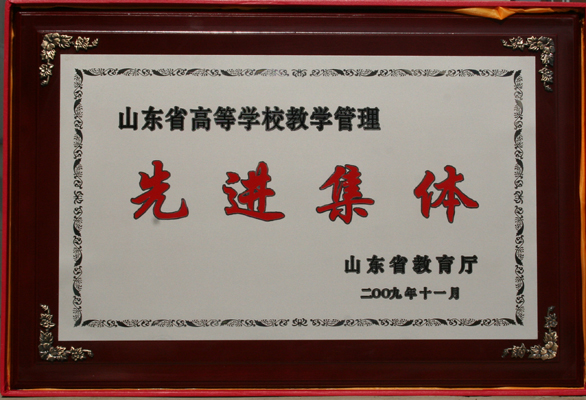 山东省高等学校教学管理
先进集体
山东省教育厅
二〇〇九年十一月